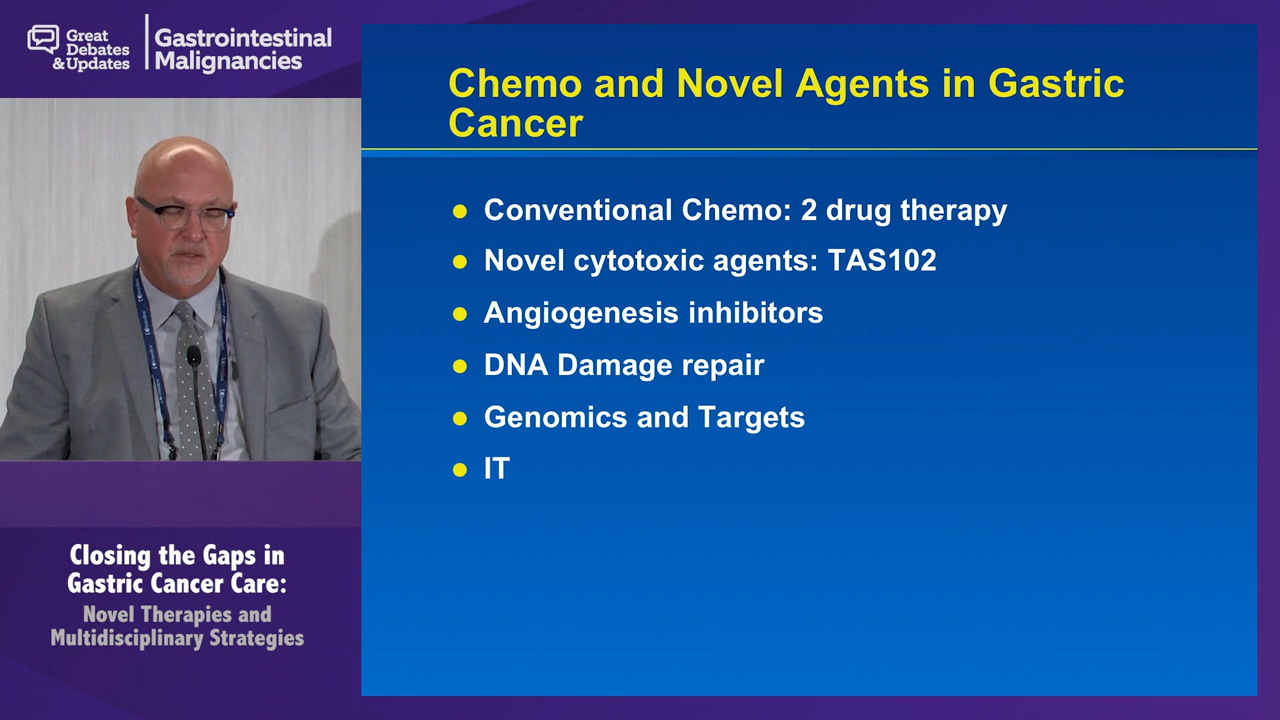 Great
Debates
& Updates
Gastrointestinal
Malignancies
Chemo and Novel Agents in Gastric
Cancer
Conventional Chemo: 2 drug therapy
Novel cytotoxic agents: TAS102
Angiogenesis inhibitors
DNA Damage repair
Genomics and Targets
IT
Closing the Gaps in
Gastric Cancer Care:
Novel Therapies and
Multidisciplinary Strategies